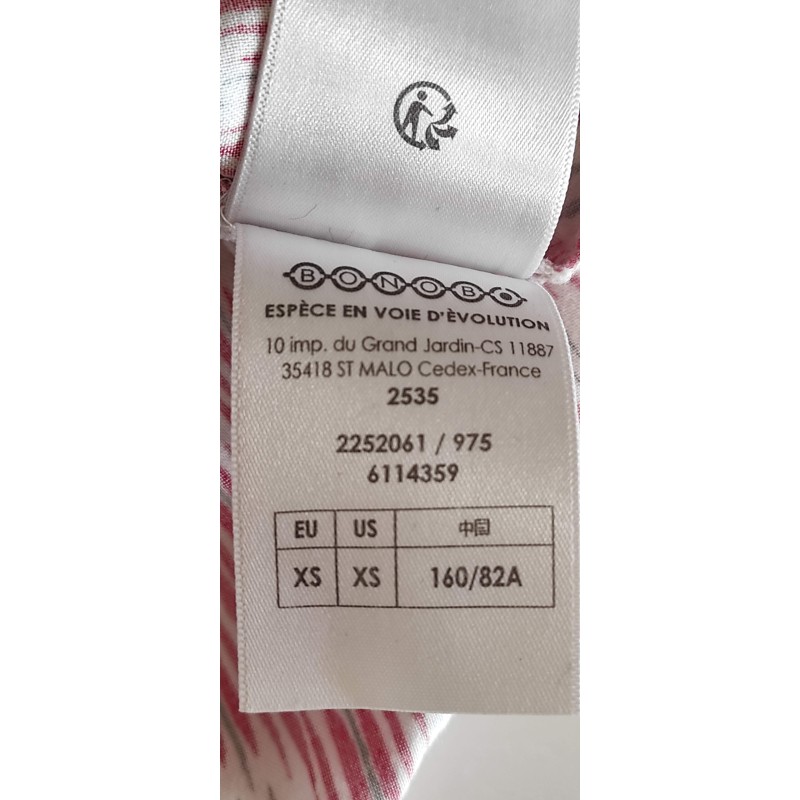 BONOBO
ESPÈCE EN VOIE D'ÈVOLUTION
10 imp. du Grand Jardin-CS 11887
35418 ST MALO Cedex-France
2535
2252061 / 975
6114359
EU US 中国
XS XS 160/82A